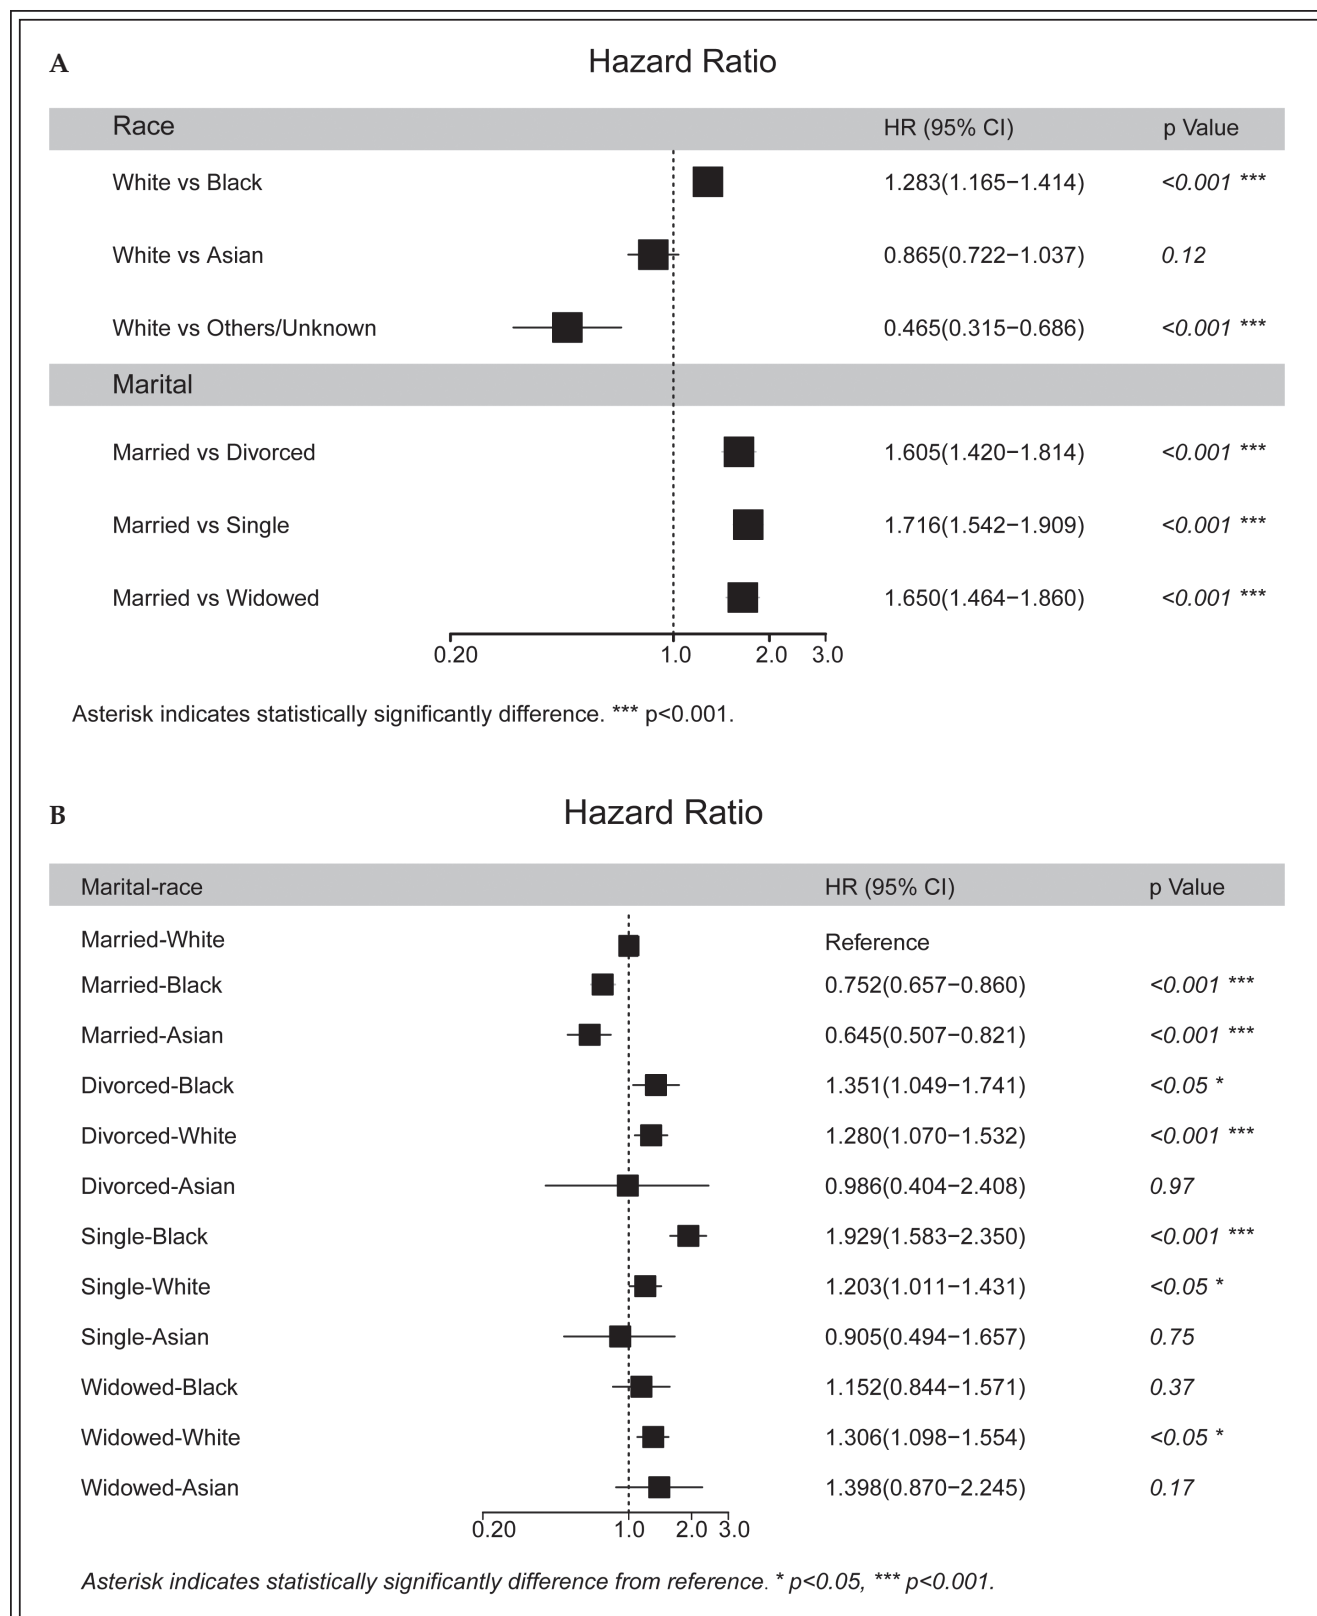 A
Hazard Ratio
Race HR (95% CI) p Value
White vs Black 1.283(1.165−1.414) <0.001 ***
White vs Asian 0.865(0.722−1.037) 0.12
White vs Others/Unknown 0.465(0.315−0.686) <0.001 ***
Marital
Married vs Divorced 1.605(1.420−1.814) <0.001 ***
Married vs Single 1.716(1.542−1.909) <0.001 ***
Married vs Widowed 1.650(1.464−1.860) <0.001 ***
0.20 1.0 2.0 3.0
Asterisk indicates statistically significantly difference. *** p<0.001.
B
Hazard Ratio
Marital-race HR (95% CI) p Value
Married-White Reference
Married-Black 0.752(0.657−0.860) <0.001 ***
Married-Asian 0.645(0.507−0.821) <0.001 ***
Divorced-Black 1.351(1.049−1.741) <0.05 *
Divorced-White 1.280(1.070−1.532) <0.001 ***
Divorced-Asian 0.986(0.404−2.408) 0.97
Single-Black 1.929(1.583−2.350) <0.001 ***
Single-White 1.203(1.011−1.431) <0.05 *
Single-Asian 0.905(0.494−1.657) 0.75
Widowed-Black 1.152(0.844−1.571) 0.37
Widowed-White 1.306(1.098−1.554) <0.05 *
Widowed-Asian 1.398(0.870−2.245) 0.17
0.20 1.0 2.0 3.0
Asterisk indicates statistically significantly difference from reference. * p<0.05, *** p<0.001.